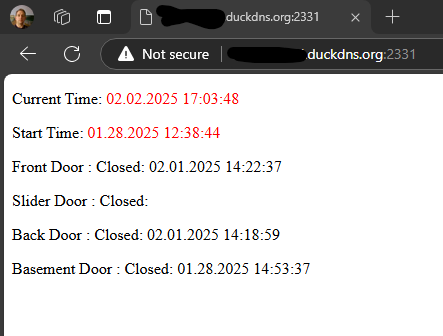 duckdns.org:2331
Not secure duckdns.org:2331
Current Time: 02.02.2025 17:03:48
Start Time: 01.28.2025 12:38:44
Front Door : Closed: 02.01.2025 14:22:37
Slider Door : Closed:
Back Door : Closed: 02.01.2025 14:18:59
Basement Door : Closed: 01.28.2025 14:53:37